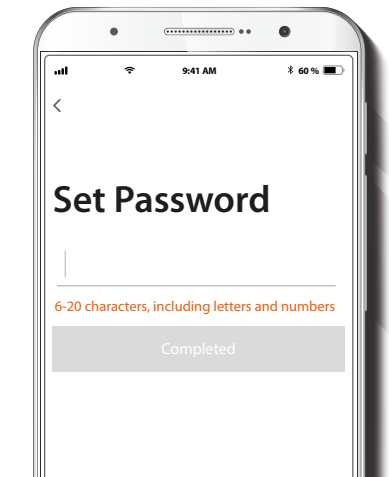 9:41 AM
60 %
Set Password
6-20 characters, including letters and numbers
Completed